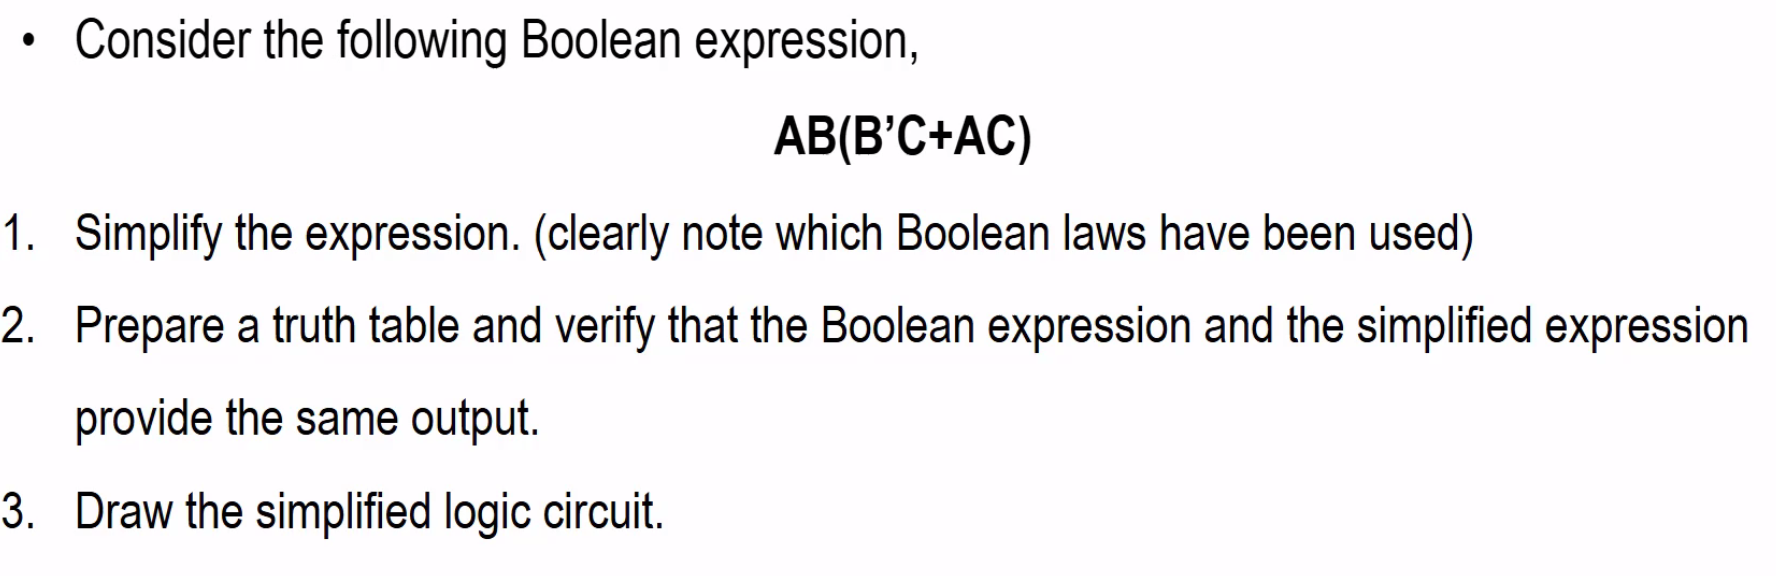 • Consider the following Boolean expression,
AB(B’C+AC)
1. Simplify the expression. (clearly note which Boolean laws have been used)
2. Prepare a truth table and verify that the Boolean expression and the simplified expression
provide the same output.
3. Draw the simplified logic circuit.